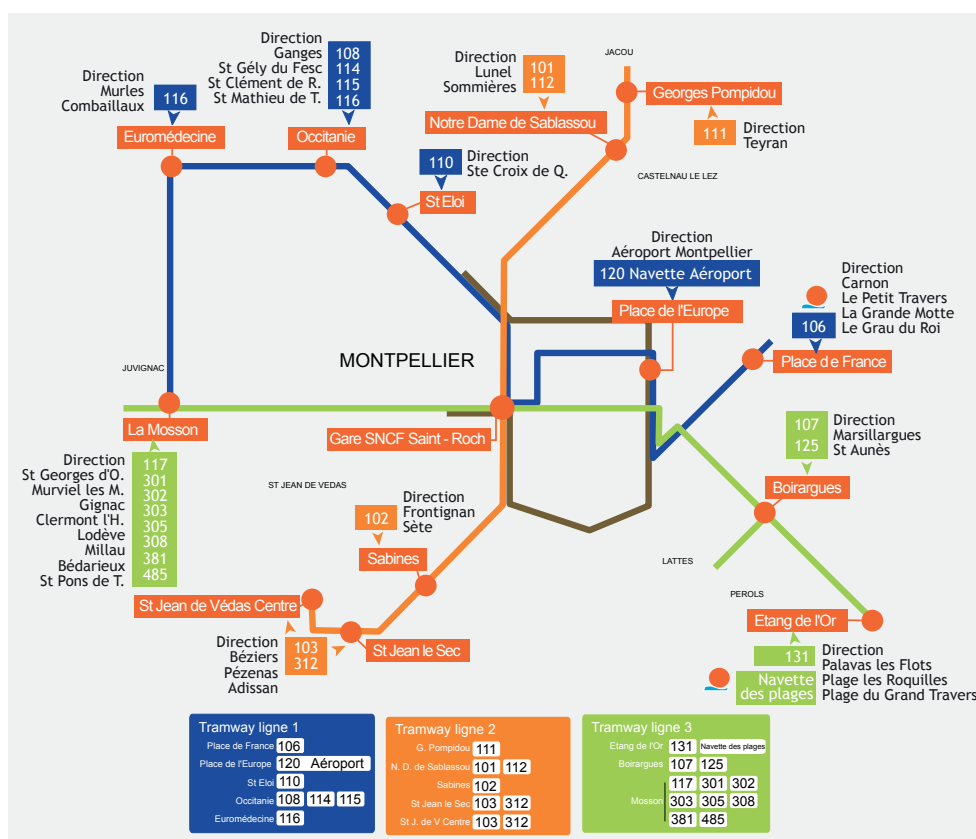 Direction
Murles
Combaillaux
116
Euromédecine
Direction
Ganges
St Gély du Fesc
St Clément de R.
St Mathieu de T.
108
114
115
116
Occitanie
Direction
Lunel
Sommières
101
112
Notre Dame de Sablassou
JACOU
Georges Pompidou
111
Direction
Teyran
110
Direction
Ste Croix de Q.
St Eloi
CASTELNAU LE LEZ
Direction
Aéroport Montpellier
120 Navette Aéroport
Place de l'Europe
Direction
Carnon
Le Petit Travers
La Grande Motte
Le Grau du Roi
106
Place de France
MONTPELLIER
JUVIGNAC
La Mosson
Gare SNCF Saint - Roch
Direction
St Georges d'O.
Murviel les M.
Gignac
Clermont l'H.
Lodève
Millau
Bédarieux
St Pons de T.
117
301
302
303
305
308
381
485
107
125
Direction
Marsillargues
St Aunès
Boirargues
ST JEAN DE VEDAS
102
Direction
Frontignan
Sète
Sabines
LATTES
PEROLS
St Jean de Védas Centre
St Jean le Sec
Direction
Béziers
Pézenas
Adissan
103
312
Etang de l'Or
131
Direction
Palavas les Flots
Navette
des plages
Plage les Roquilles
Plage du Grand Travers
Tramway ligne 1
Place de France 106
Place de l'Europe 120 Aéroport
St Eloi 110
Occitanie 108 114 115
Euromédecine 116
Tramway ligne 2
G. Pompidou 111
N. D. de Sablassou 101 112
Sabines 102
St Jean le Sec 103 312
St J. de V Centre 103 312
Tramway ligne 3
Etang de l'Or 131 Navette des plages
Boirargues 107 125
117 301 302
Mosson 303 305 308
381 485